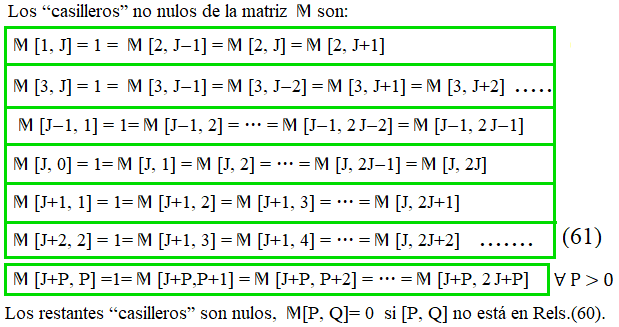 Los “casilleros” no nulos de la matriz 𝕄 son:
𝕄 [1, J] = 1 = 𝕄 [2, J−1] = 𝕄 [2, J] = 𝕄 [2, J+1]
𝕄 [3, J] = 1 = 𝕄 [3, J−1] = 𝕄 [3, J−2] = 𝕄 [3, J+1] = 𝕄 [3, J+2] .....
𝕄 [J−1, 1] = 1= 𝕄 [J−1, 2] = ⋯ = 𝕄 [J−1, 2 J−2] = 𝕄 [J−1, 2 J−1]
𝕄 [J, 0] = 1= 𝕄 [J, 1] = 𝕄 [J, 2] = ⋯ = 𝕄 [J, 2J−1] = 𝕄 [J, 2J]
𝕄 [J+1, 1] = 1= 𝕄 [J+1, 2] = 𝕄 [J+1, 3] = ⋯ = 𝕄 [J, 2J+1]
𝕄 [J+2, 2] = 1= 𝕄 [J+1, 3] = 𝕄 [J+1, 4] = ⋯ = 𝕄 [J, 2J+2] ....... (61)
𝕄 [J+P, P] =1= 𝕄 [J+P,P+1] = 𝕄 [J+P, P+2] = ⋯ = 𝕄 [J+P, 2 J+P] ∀ P > 0
Los restantes “casilleros” son nulos, 𝕄[P, Q]= 0 si [P, Q] no está en Rels.(60).